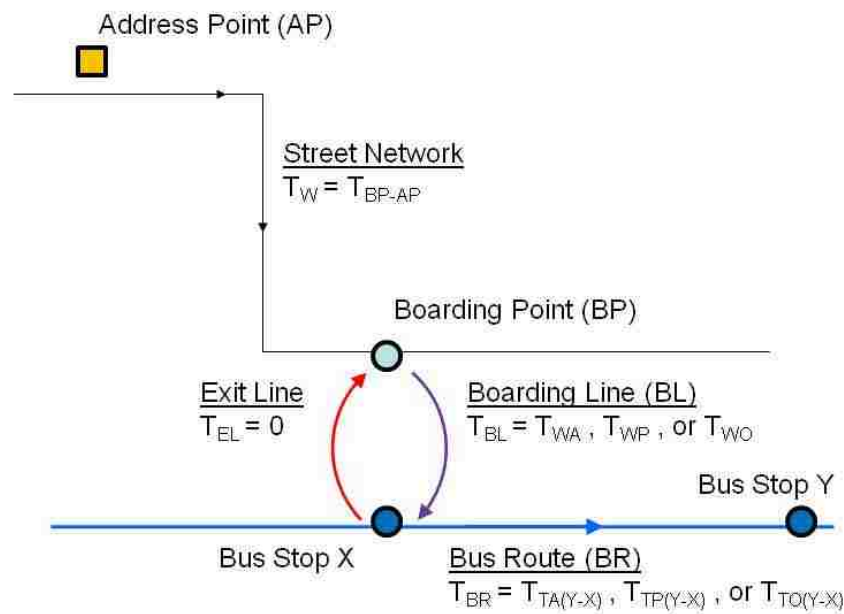 Address Point (AP)
Street Network
T_W = T_BP-AP
Boarding Point (BP)
Exit Line
T_EL = 0
Boarding Line (BL)
T_BL = T_WA , T_WP , or T_WO
Bus Stop Y
Bus Stop X
Bus Route (BR)
T_BR = T_TA(Y-X) , T_TP(Y-X) , or T_TO(Y-X)